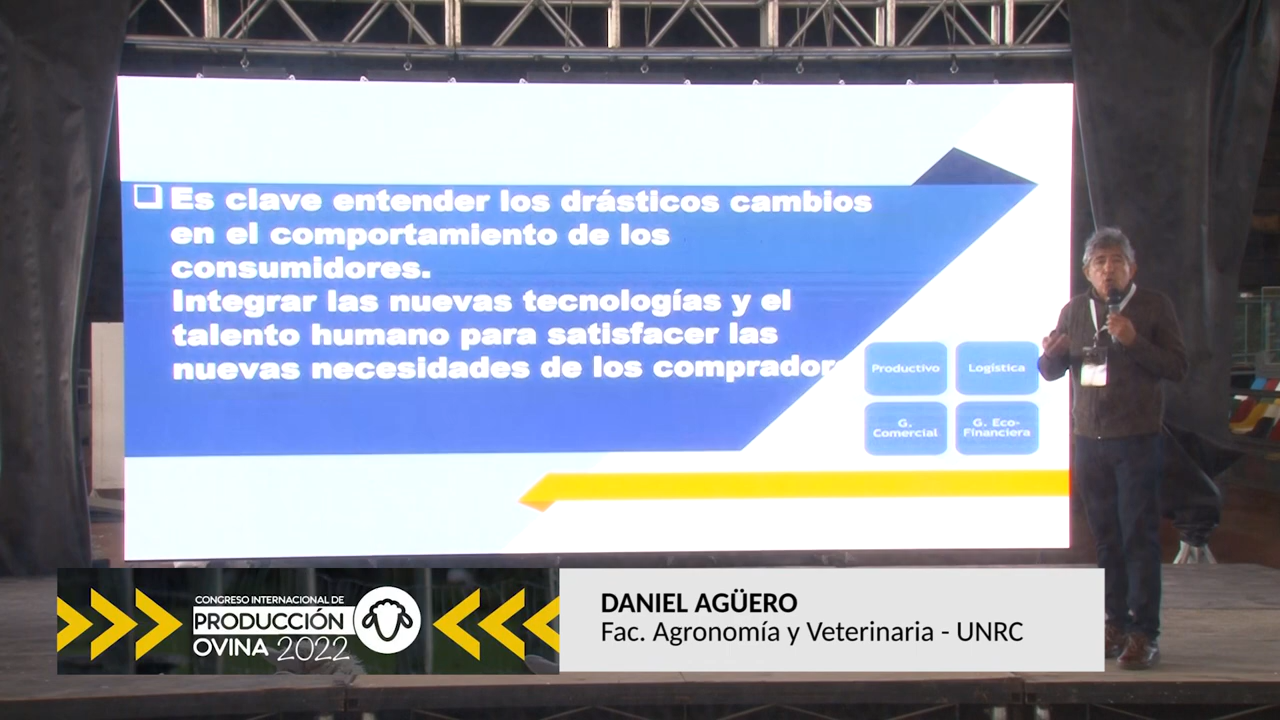 Es clave entender los drásticos cambios
en el comportamiento de los
consumidores.
Integrar las nuevas tecnologías y el
talento humano para satisfacer las
nuevas necesidades de los comprador
Productivo
Logística
G.
Comercial
G. Eco-
Financiera
CONGRESO INTERNACIONAL DE
PRODUCCIÓN
OVINA 2022
DANIEL AGÜERO
Fac. Agronomía y Veterinaria - UNRC